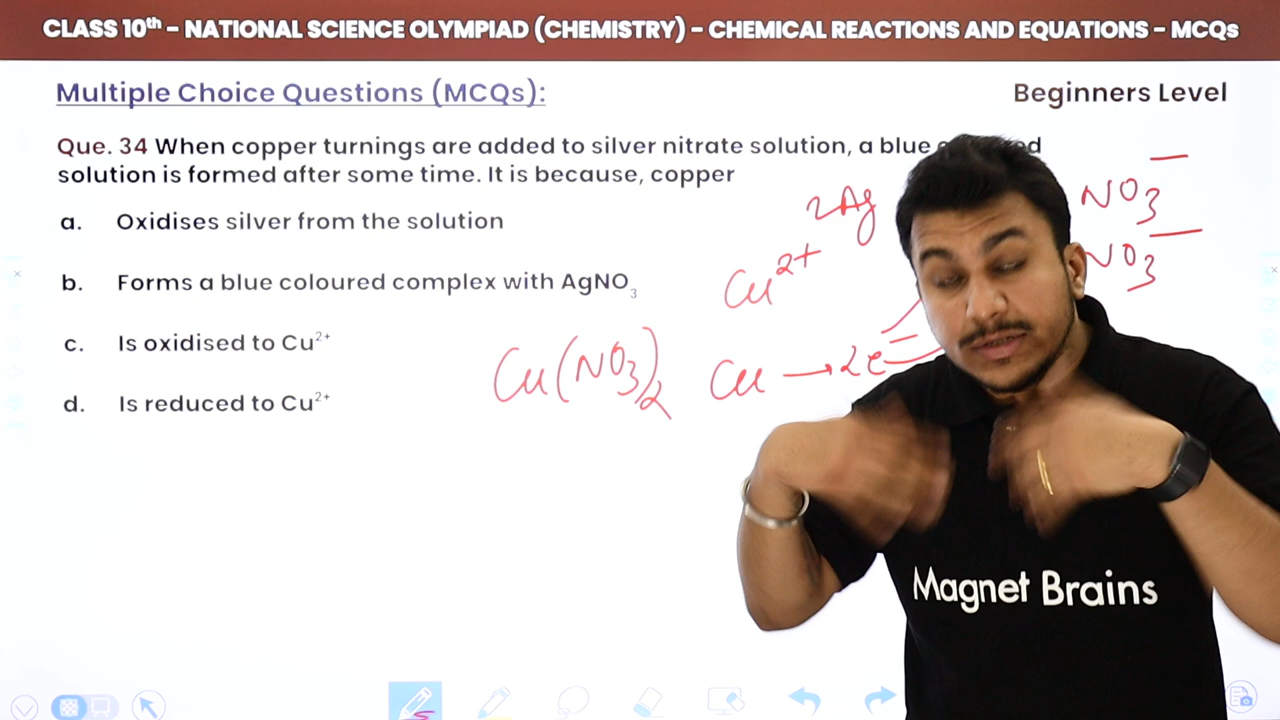 CLASS 10th – NATIONAL SCIENCE OLYMPIAD (CHEMISTRY) – CHEMICAL REACTIONS AND EQUATIONS – MCQs
Multiple Choice Questions (MCQs):
Beginners Level
Que. 34 When copper turnings are added to silver nitrate solution, a blue
solution is formed after some time. It is because, copper
a. Oxidises silver from the solution
b. Forms a blue coloured complex with AgNO₃
c. Is oxidised to Cu²⁺
d. Is reduced to Cu²⁺
2Ag
NO₃⁻
Cu²⁺
NO₃⁻
Cu(NO₃)₂
Cu → 2e⁻
Magnet Brains